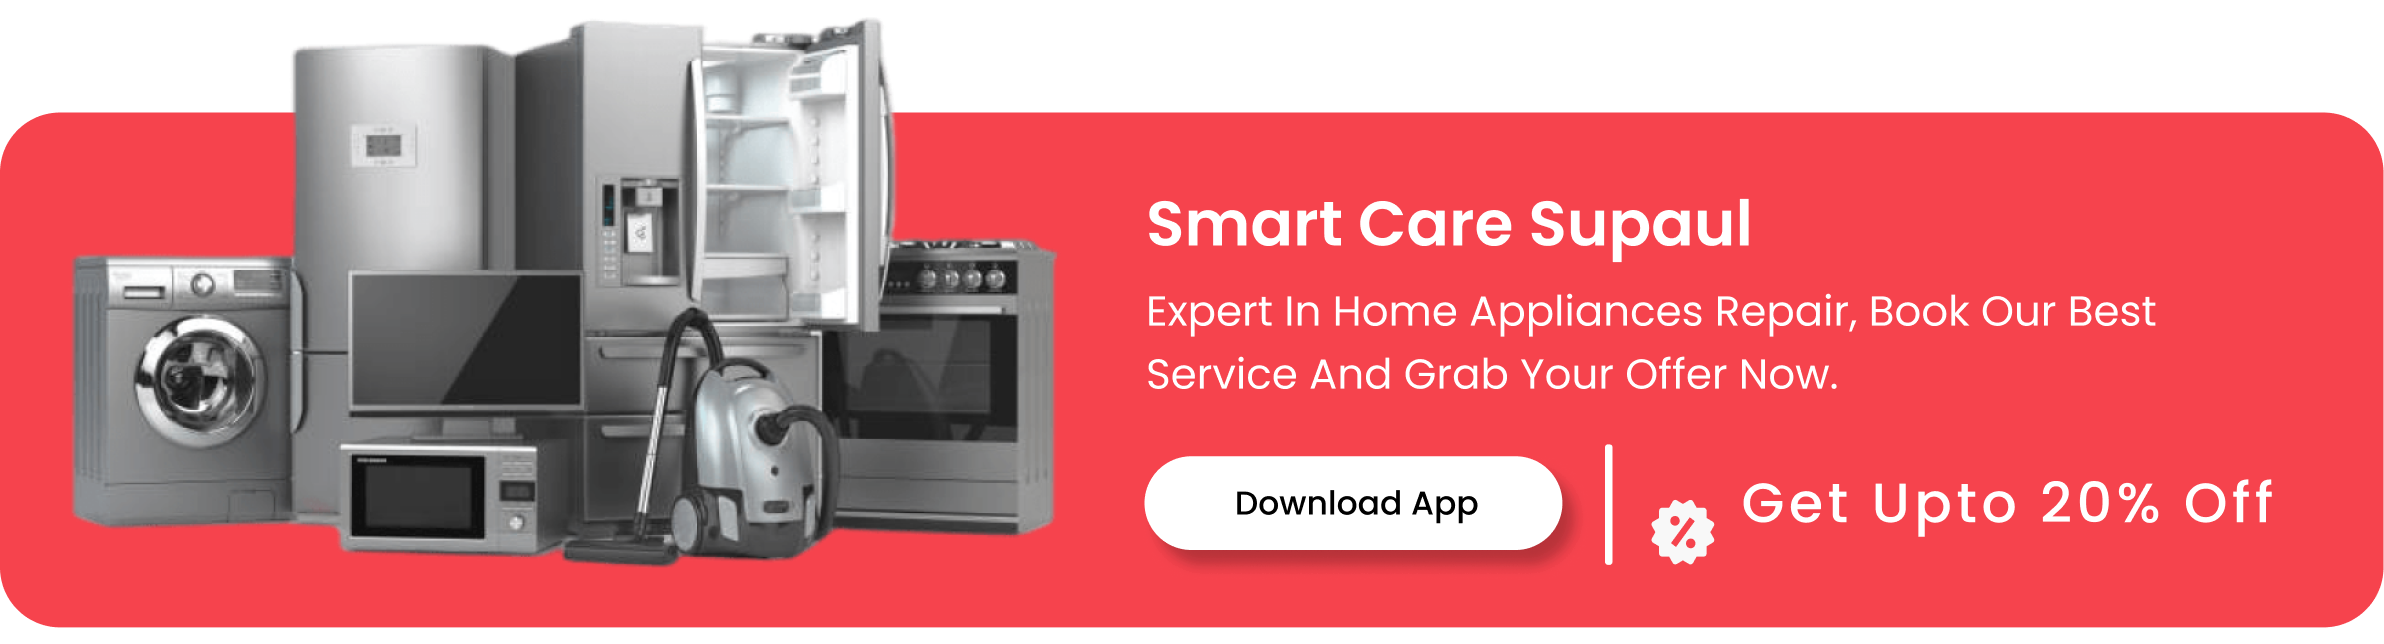 Smart Care Supaul
Expert In Home Appliances Repair, Book Our Best
Service And Grab Your Offer Now.
Download App
% Get Upto 20% Off